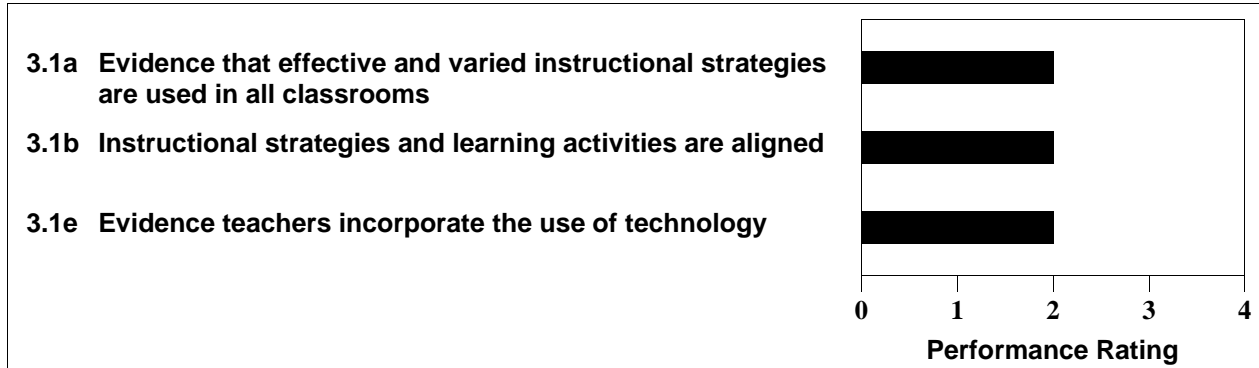 3.1a Evidence that effective and varied instructional strategies
are used in all classrooms
3.1b Instructional strategies and learning activities are aligned
3.1e Evidence teachers incorporate the use of technology
0 1 2 3 4
Performance Rating